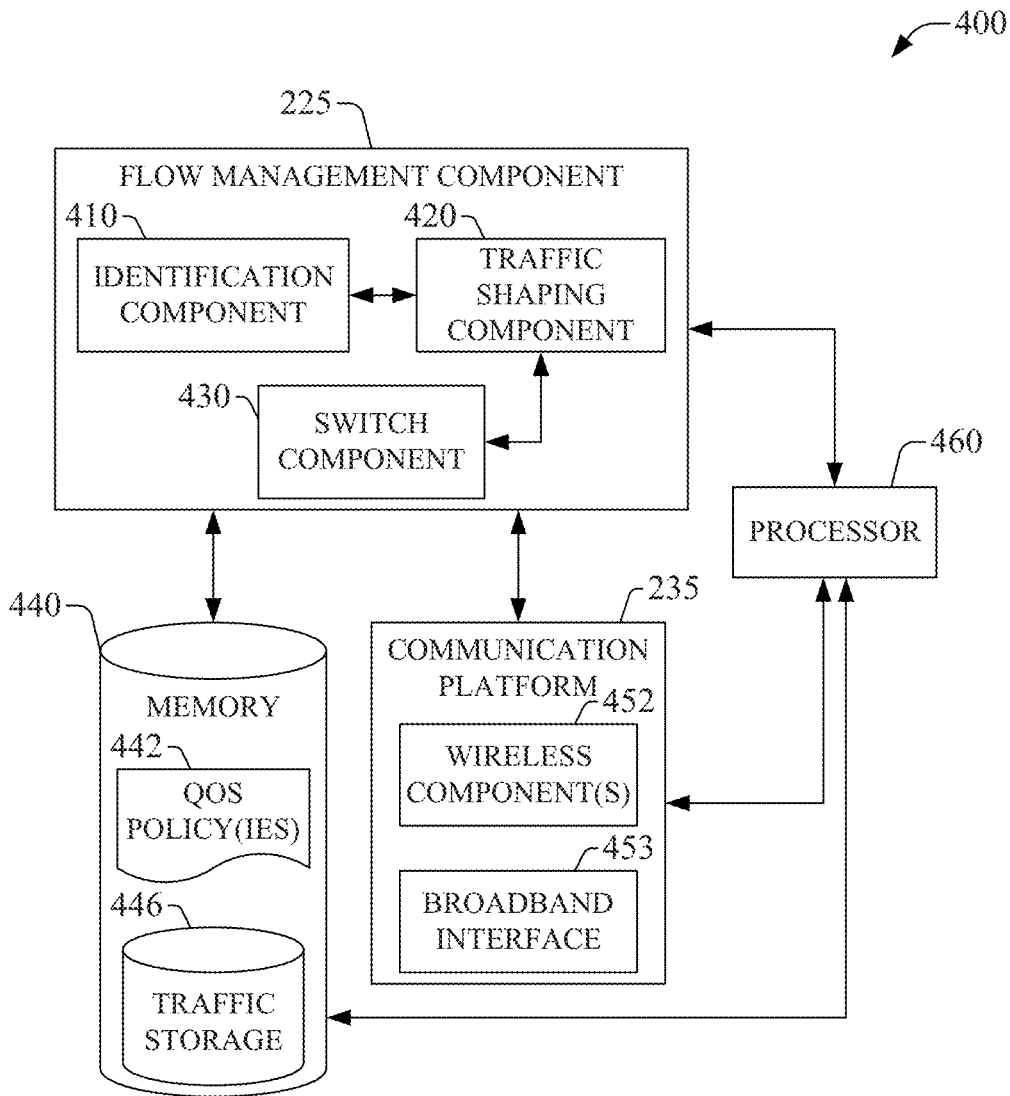 400
225
FLOW MANAGEMENT COMPONENT
410
420
IDENTIFICATION
COMPONENT
TRAFFIC
SHAPING
COMPONENT
430
SWITCH
COMPONENT
460
PROCESSOR
440
235
MEMORY
COMMUNICATION
PLATFORM
442
452
QOS
POLICY(IES)
WIRELESS
COMPONENT(S)
446
453
TRAFFIC
STORAGE
BROADBAND
INTERFACE